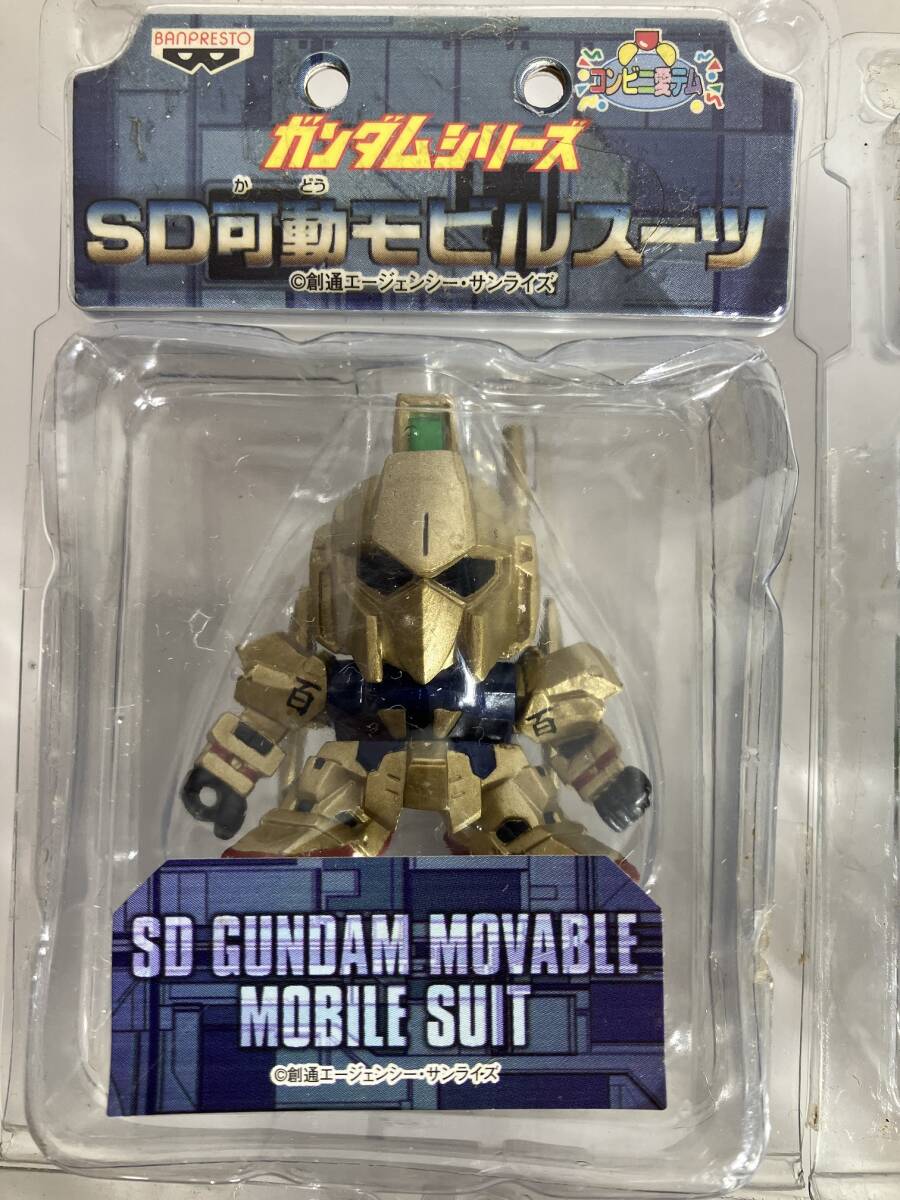 BANPRESTO
コンビニ愛テム
ガンダムシリーズ
か どう
SD可動モビルスーツ
©創通エージェンシー・サンライズ
百
百
SD GUNDAM MOVABLE
MOBILE SUIT
©創通エージェンシー・サンライズ